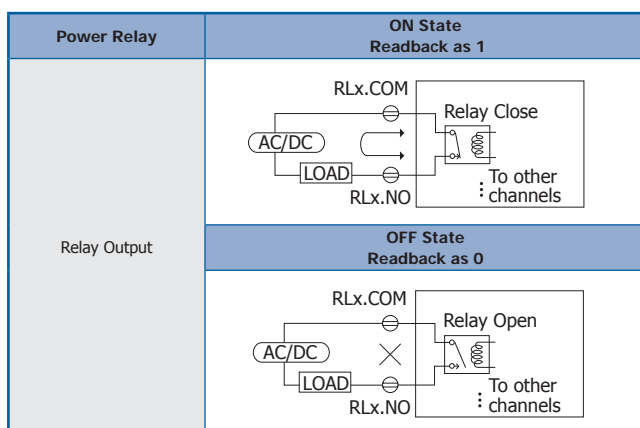 Power Relay
ON State
Readback as 1
Relay Output
RLx.COM
Relay Close
AC/DC
LOAD
RLx.NO
To other
channels
OFF State
Readback as 0
RLx.COM
Relay Open
AC/DC
LOAD
RLx.NO
To other
channels